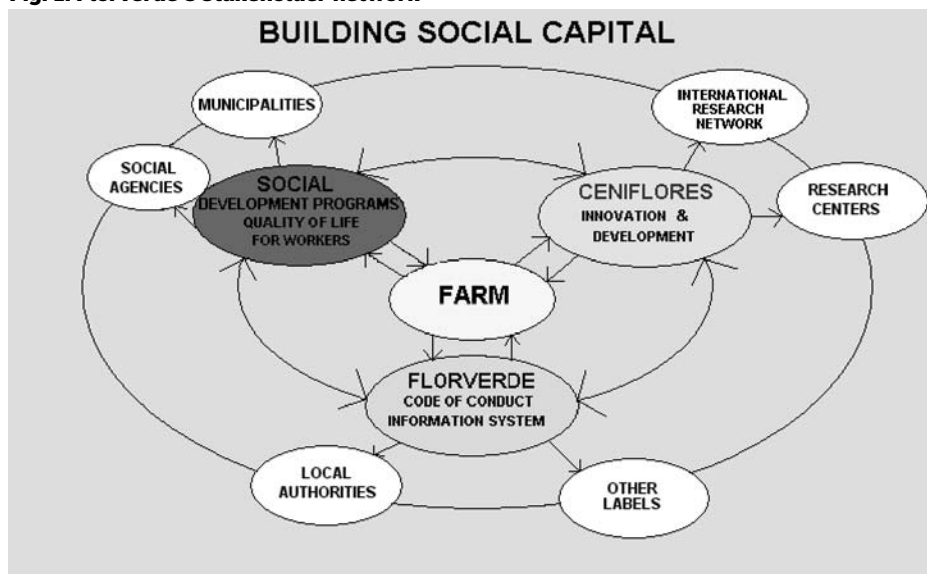 BUILDING SOCIAL CAPITAL
MUNICIPALITIES
INTERNATIONAL
RESEARCH
NETWORK
SOCIAL
AGENCIES
SOCIAL
DEVELOPMENT PROGRAMS
QUALITY OF LIFE
FOR WORKERS
CENIFLORES
INNOVATION &
DEVELOPMENT
RESEARCH
CENTERS
FARM
FLORVERDE
CODE OF CONDUCT
INFORMATION SYSTEM
LOCAL
AUTHORITIES
OTHER
LABELS